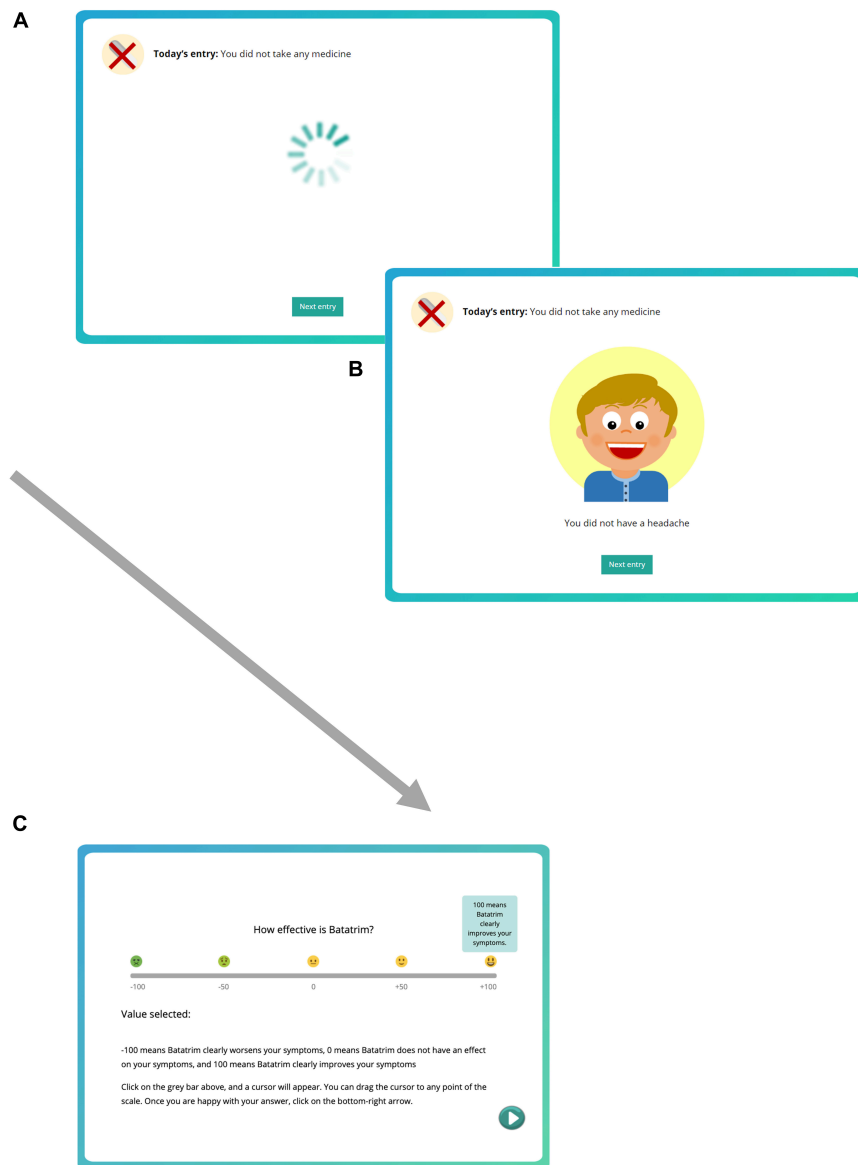 A
Today's entry: You did not take any medicine
Next entry
B
Today's entry: You did not take any medicine
You did not have a headache
Next entry
C
100 means
Batatrim
clearly
improves your
symptoms.
How effective is Batatrim?
-100 -50 0 +50 +100
Value selected:
-100 means Batatrim clearly worsens your symptoms, 0 means Batatrim does not have an effect
on your symptoms, and 100 means Batatrim clearly improves your symptoms
Click on the grey bar above, and a cursor will appear. You can drag the cursor to any point of the
scale. Once you are happy with your answer, click on the bottom-right arrow.